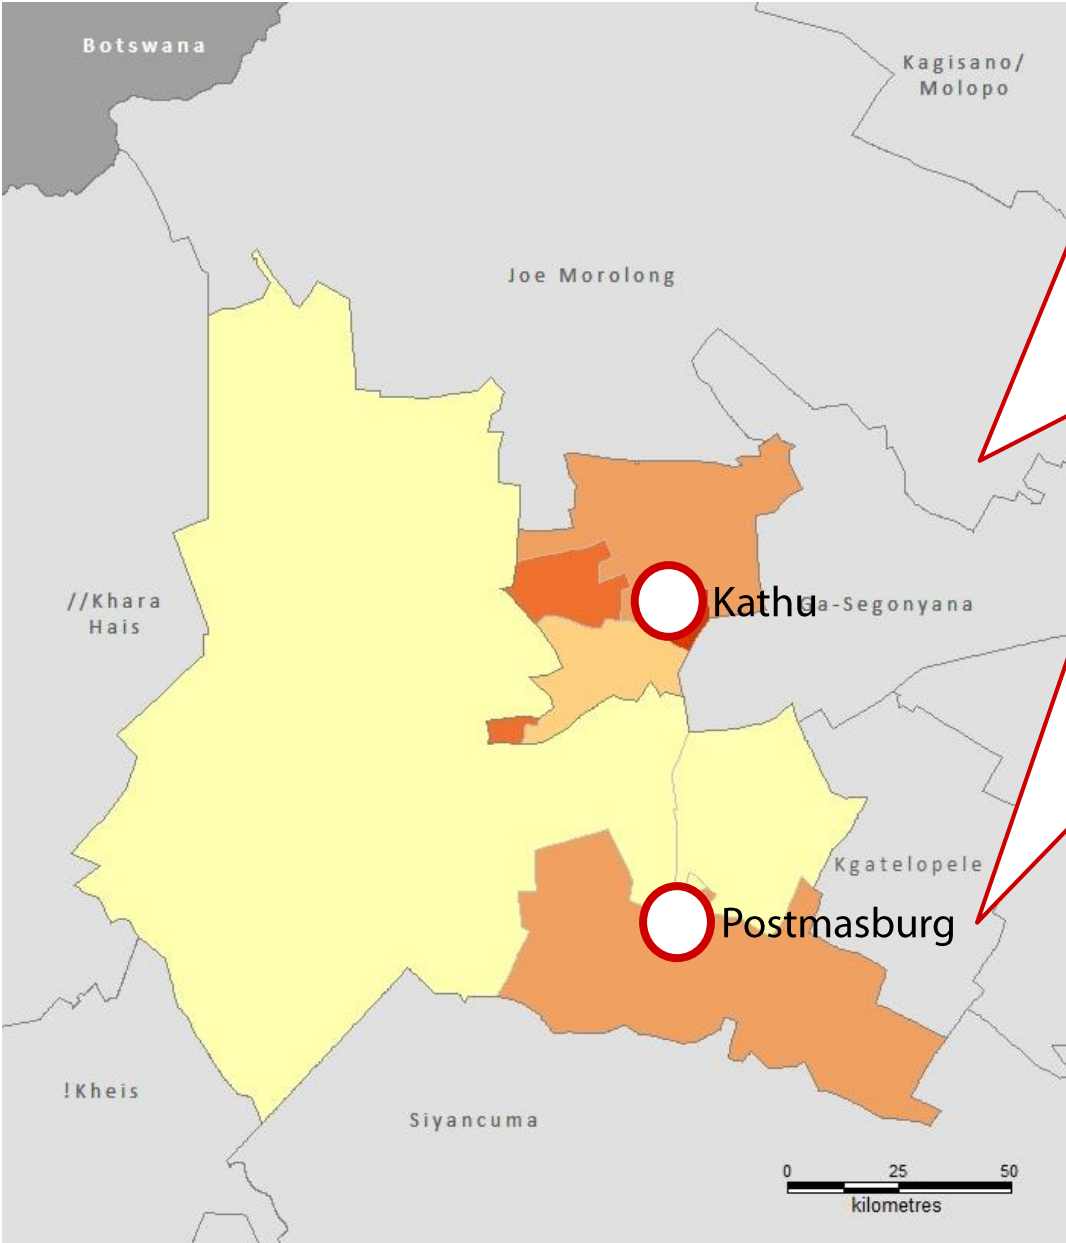 Botswana
Kagisano/
Molopo
Joe Morolong
//Khara
Hais
Kathu
Ga-Segonyana
Kgatelopele
Postmasburg
!Kheis
Siyancuma
0 25 50
kilometres